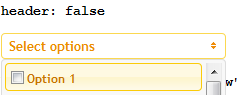 header: false
Select options
Option 1
w'